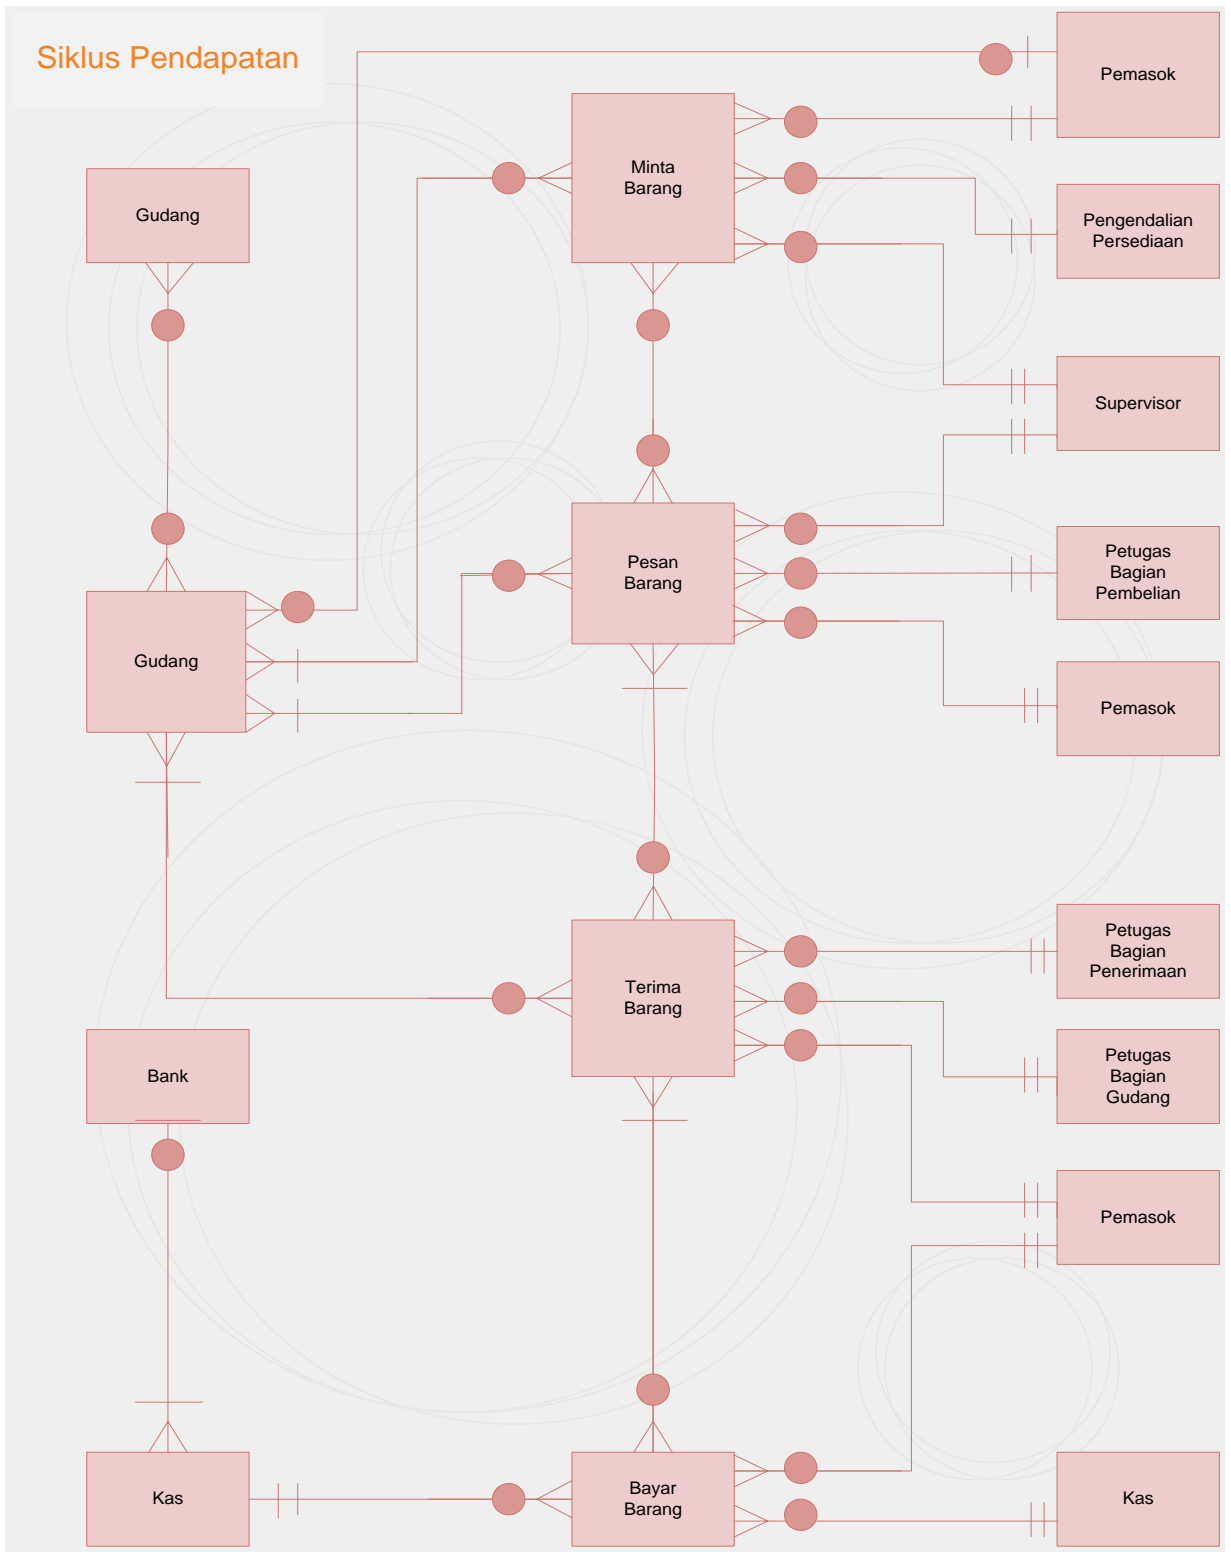 Siklus Pendapatan
Pemasok
Minta
Barang
Gudang
Pengendalian
Persediaan
Supervisor
Pesan
Barang
Petugas
Bagian
Pembelian
Gudang
Pemasok
Terima
Barang
Petugas
Bagian
Penerimaan
Bank
Petugas
Bagian
Gudang
Pemasok
Kas
Bayar
Barang
Kas